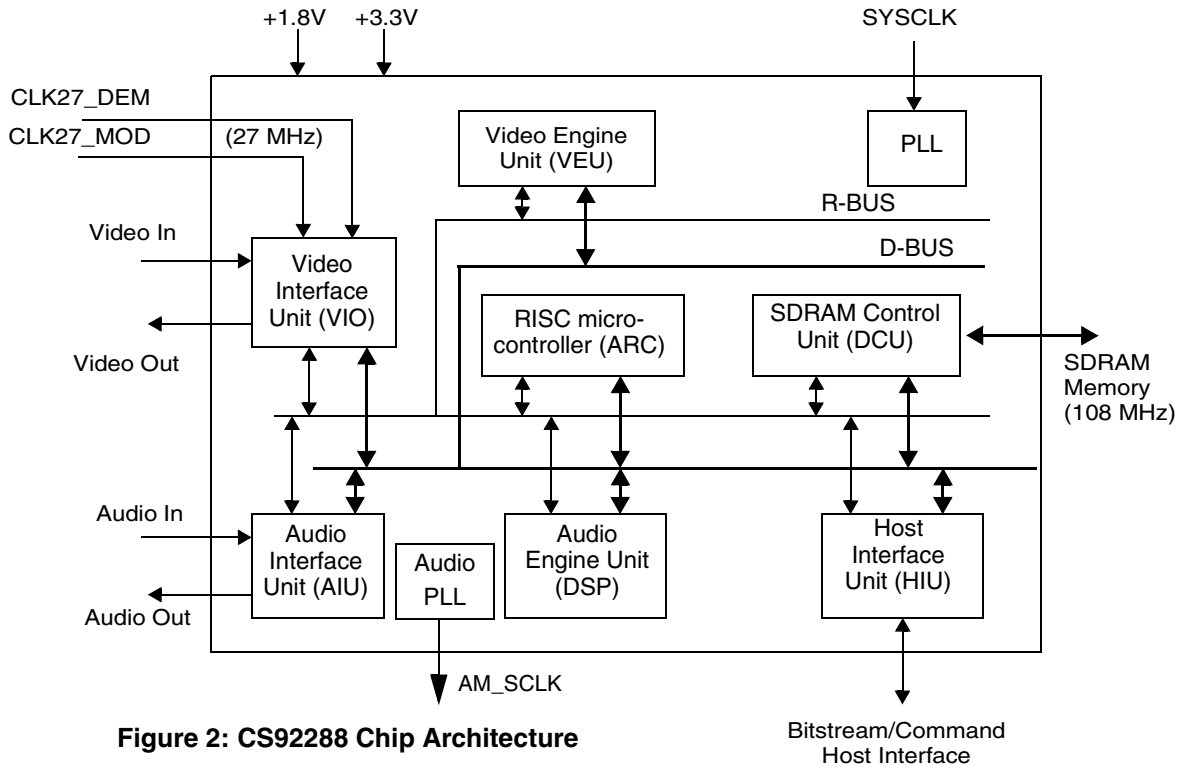 +1.8V
+3.3V
SYSCLK
CLK27_DEM
CLK27_MOD
(27 MHz)
Video Engine
Unit (VEU)
PLL
R-BUS
Video In
D-BUS
Video
Interface
Unit (VIO)
RISC micro-
controller (ARC)
SDRAM Control
Unit (DCU)
Video Out
SDRAM
Memory
(108 MHz)
Audio In
Audio
Interface
Unit (AIU)
Audio
PLL
Audio
Engine Unit
(DSP)
Host
Interface
Unit (HIU)
Audio Out
AM_SCLK
Figure 2: CS92288 Chip Architecture
Bitstream/Command
Host Interface